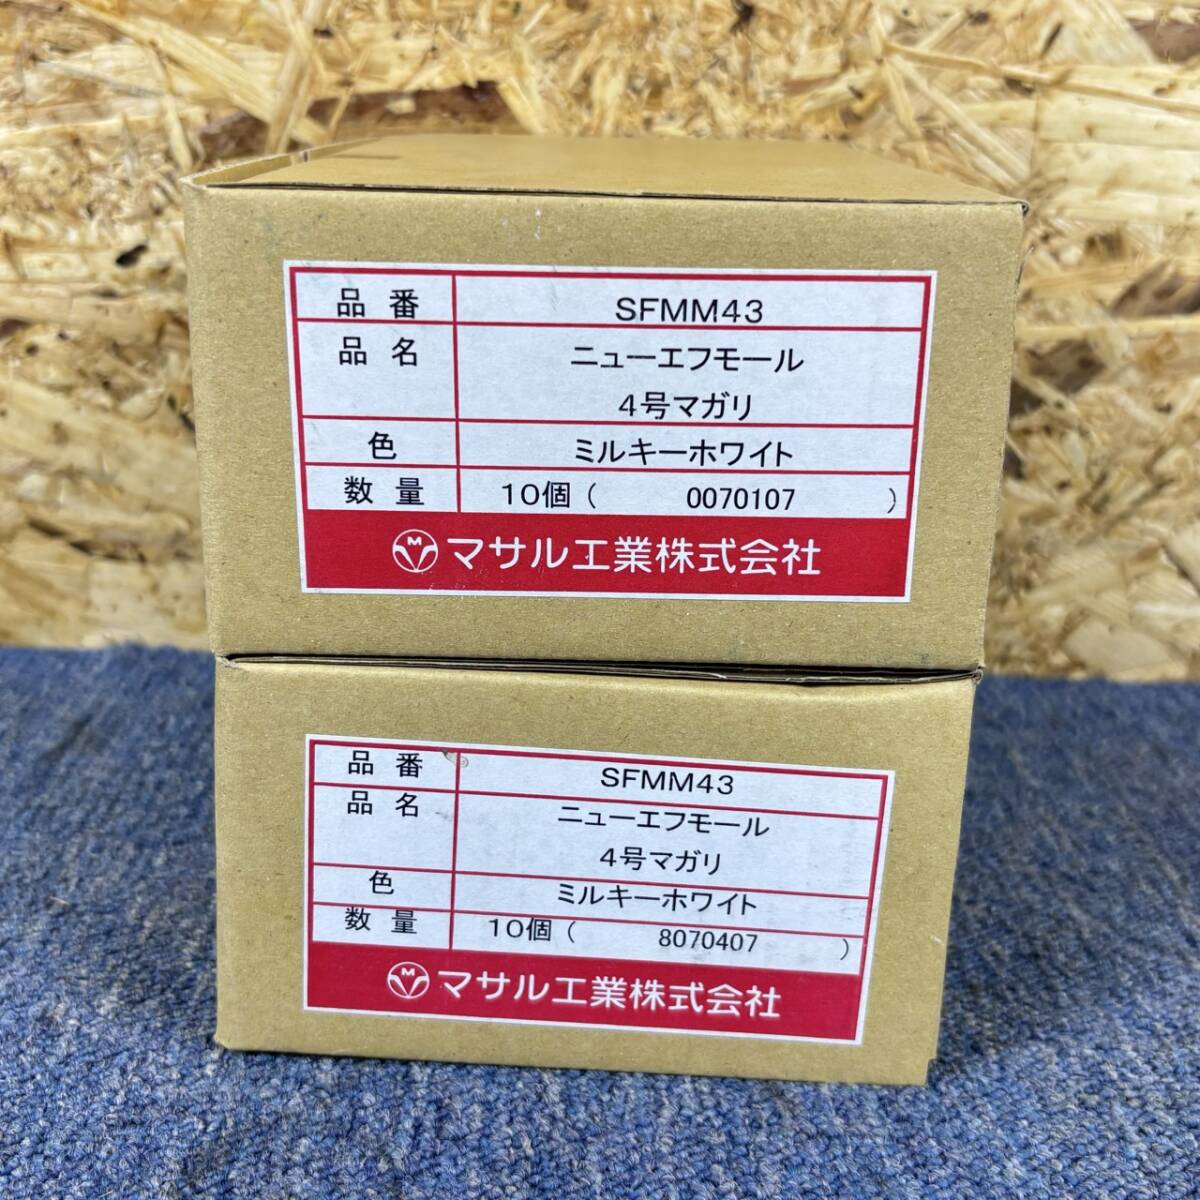 品番 SFMM43
品名 ニューエフモール
4号マガリ
色 ミルキーホワイト
数量 10個 ( 0070107 )
M マサル工業株式会社
品番 SFMM43
品名 ニューエフモール
4号マガリ
色 ミルキーホワイト
数量 10個 ( 8070407 )
M マサル工業株式会社